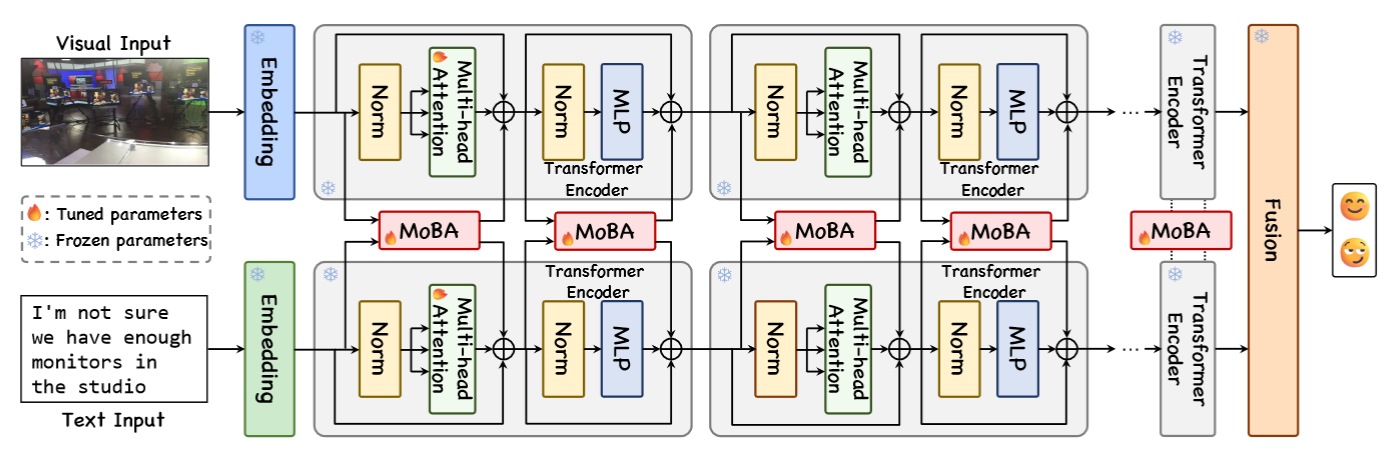 Visual Input
Embedding
Norm
Multi-head
Attention
Norm
MLP
Transformer
Encoder
Norm
Multi-head
Attention
Norm
MLP
Transformer
Encoder
...
Transformer
Encoder
: Tuned parameters
: Frozen parameters
MoBA
MoBA
MoBA
MoBA
MoBA
Fusion
I'm not sure
we have enough
monitors in
the studio
Text Input
Embedding
Norm
Multi-head
Attention
Transformer
Encoder
Norm
MLP
Norm
Multi-head
Attention
Transformer
Encoder
Norm
MLP
...
Transformer
Encoder